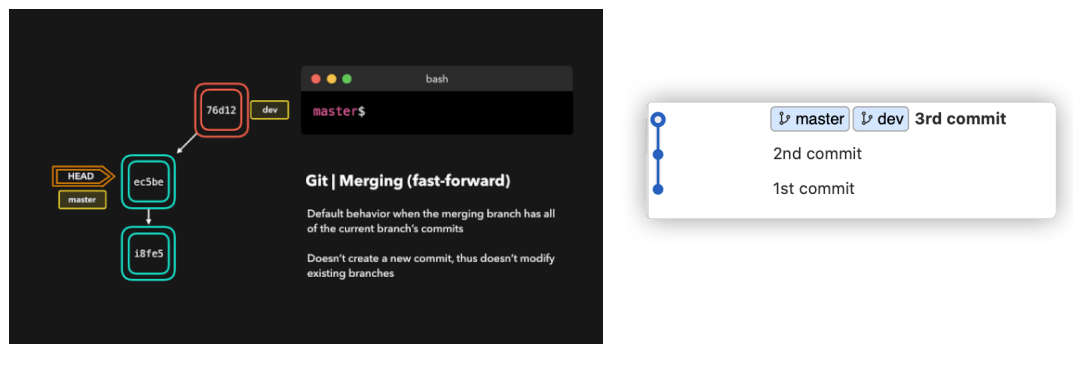 bash
master$
76d12
dev
HEAD
master
ec5be
i8fe5
Git | Merging (fast-forward)
Default behavior when the merging branch has all
of the current branch's commits
Doesn't create a new commit, thus doesn't modify
existing branches
master dev 3rd commit
2nd commit
1st commit